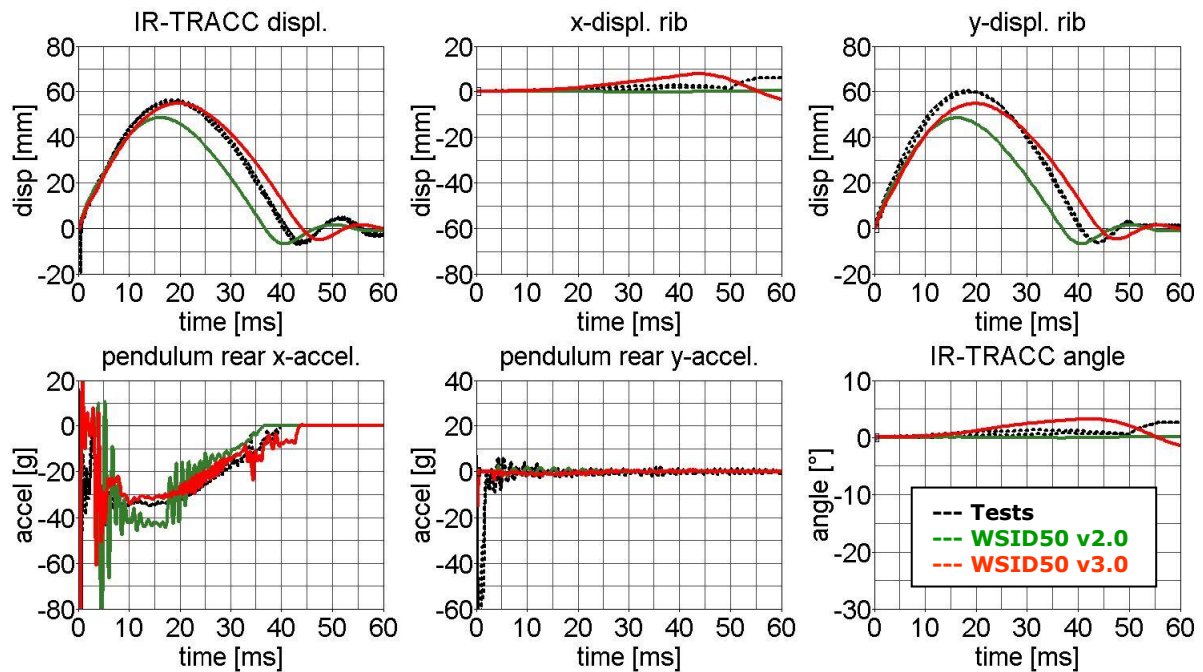 IR-TRACC displ.
disp [mm]
80
60
40
20
0
-20
0 10 20 30 40 50 60
time [ms]
x-displ. rib
disp [mm]
20
0
-20
-40
-60
-80
0 10 20 30 40 50 60
time [ms]
y-displ. rib
disp [mm]
80
60
40
20
0
-20
0 10 20 30 40 50 60
time [ms]
pendulum rear x-accel.
accel [g]
20
0
-20
-40
-60
-80
0 10 20 30 40 50 60
time [ms]
pendulum rear y-accel.
accel [g]
40
20
0
-20
-40
-60
0 10 20 30 40 50 60
time [ms]
IR-TRACC angle
angle [°]
10
0
-10
-20
-30
0 10 20 30 40 50 60
time [ms]
Tests
WSID50 v2.0
WSID50 v3.0